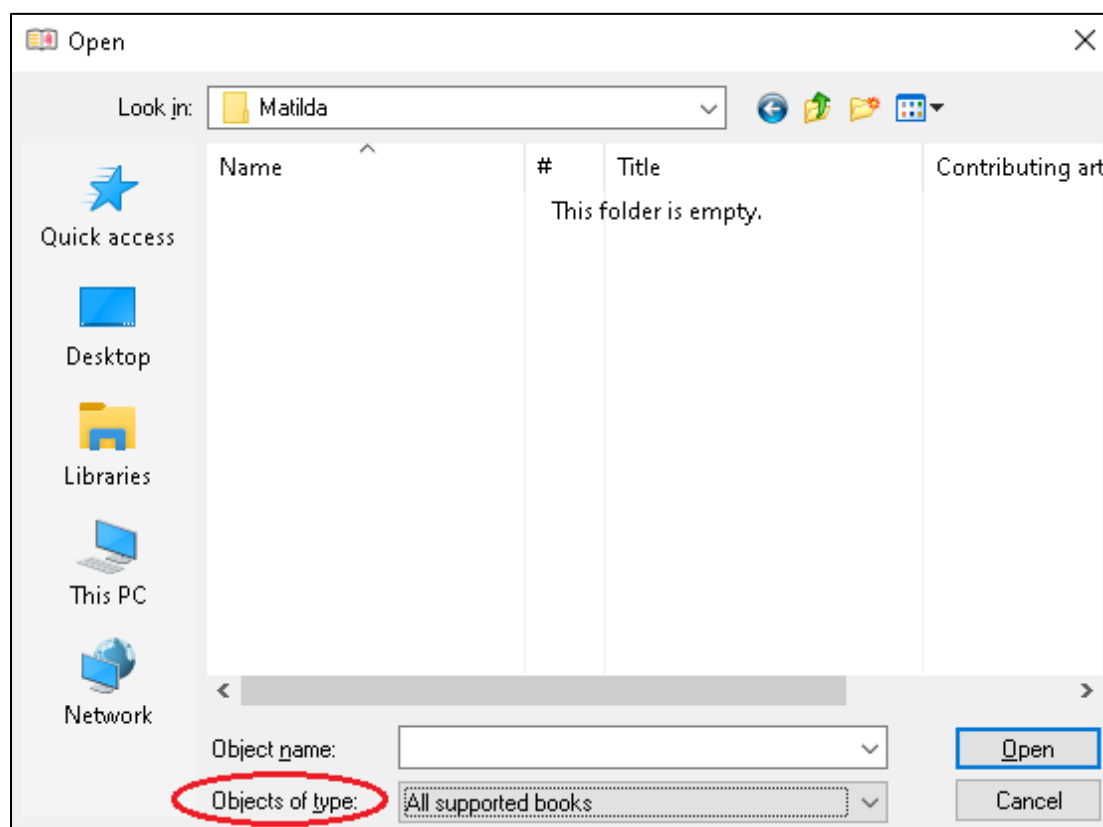 Open
Look in:
Matilda
Name
#
Title
Contributing art
This folder is empty.
Quick access
Desktop
Libraries
This PC
Network
Object name:
Open
Objects of type:
All supported books
Cancel